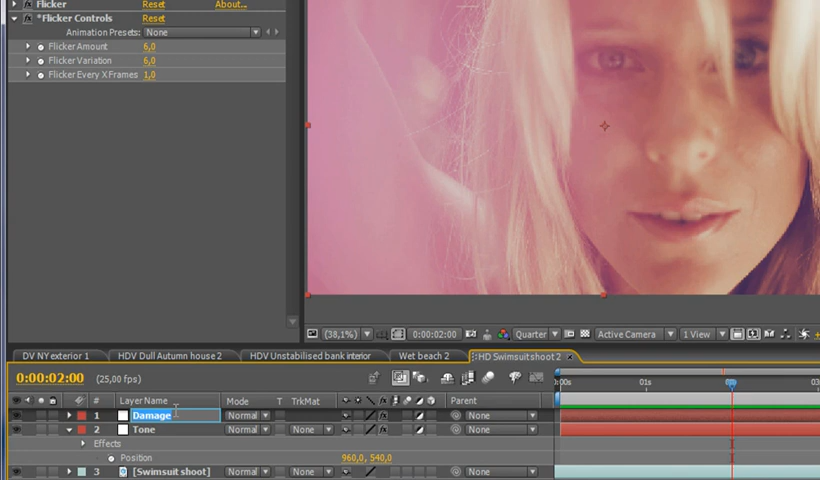 Flicker Reset About...
*Flicker Controls Reset
Animation Presets: None
Flicker Amount 6,0
Flicker Variation 6,0
Flicker Every X Frames 1,0
(38,1%) 0:00:02:00 Quarter Active Camera 1 View
DV NY exterior 1 HDV Dull Autumn house 2 HDV Unstabilised bank interior Wet beach 2 HD Swimsuit shoot 2 ×
0:00:02:00 (25,00 fps)
# Layer Name Mode T TrkMat Parent :00s 01s 03
1 Damage Normal None
2 Tone Normal None None
Effects
Position 960,0, 540,0
3 [Swimsuit shoot] Normal None None